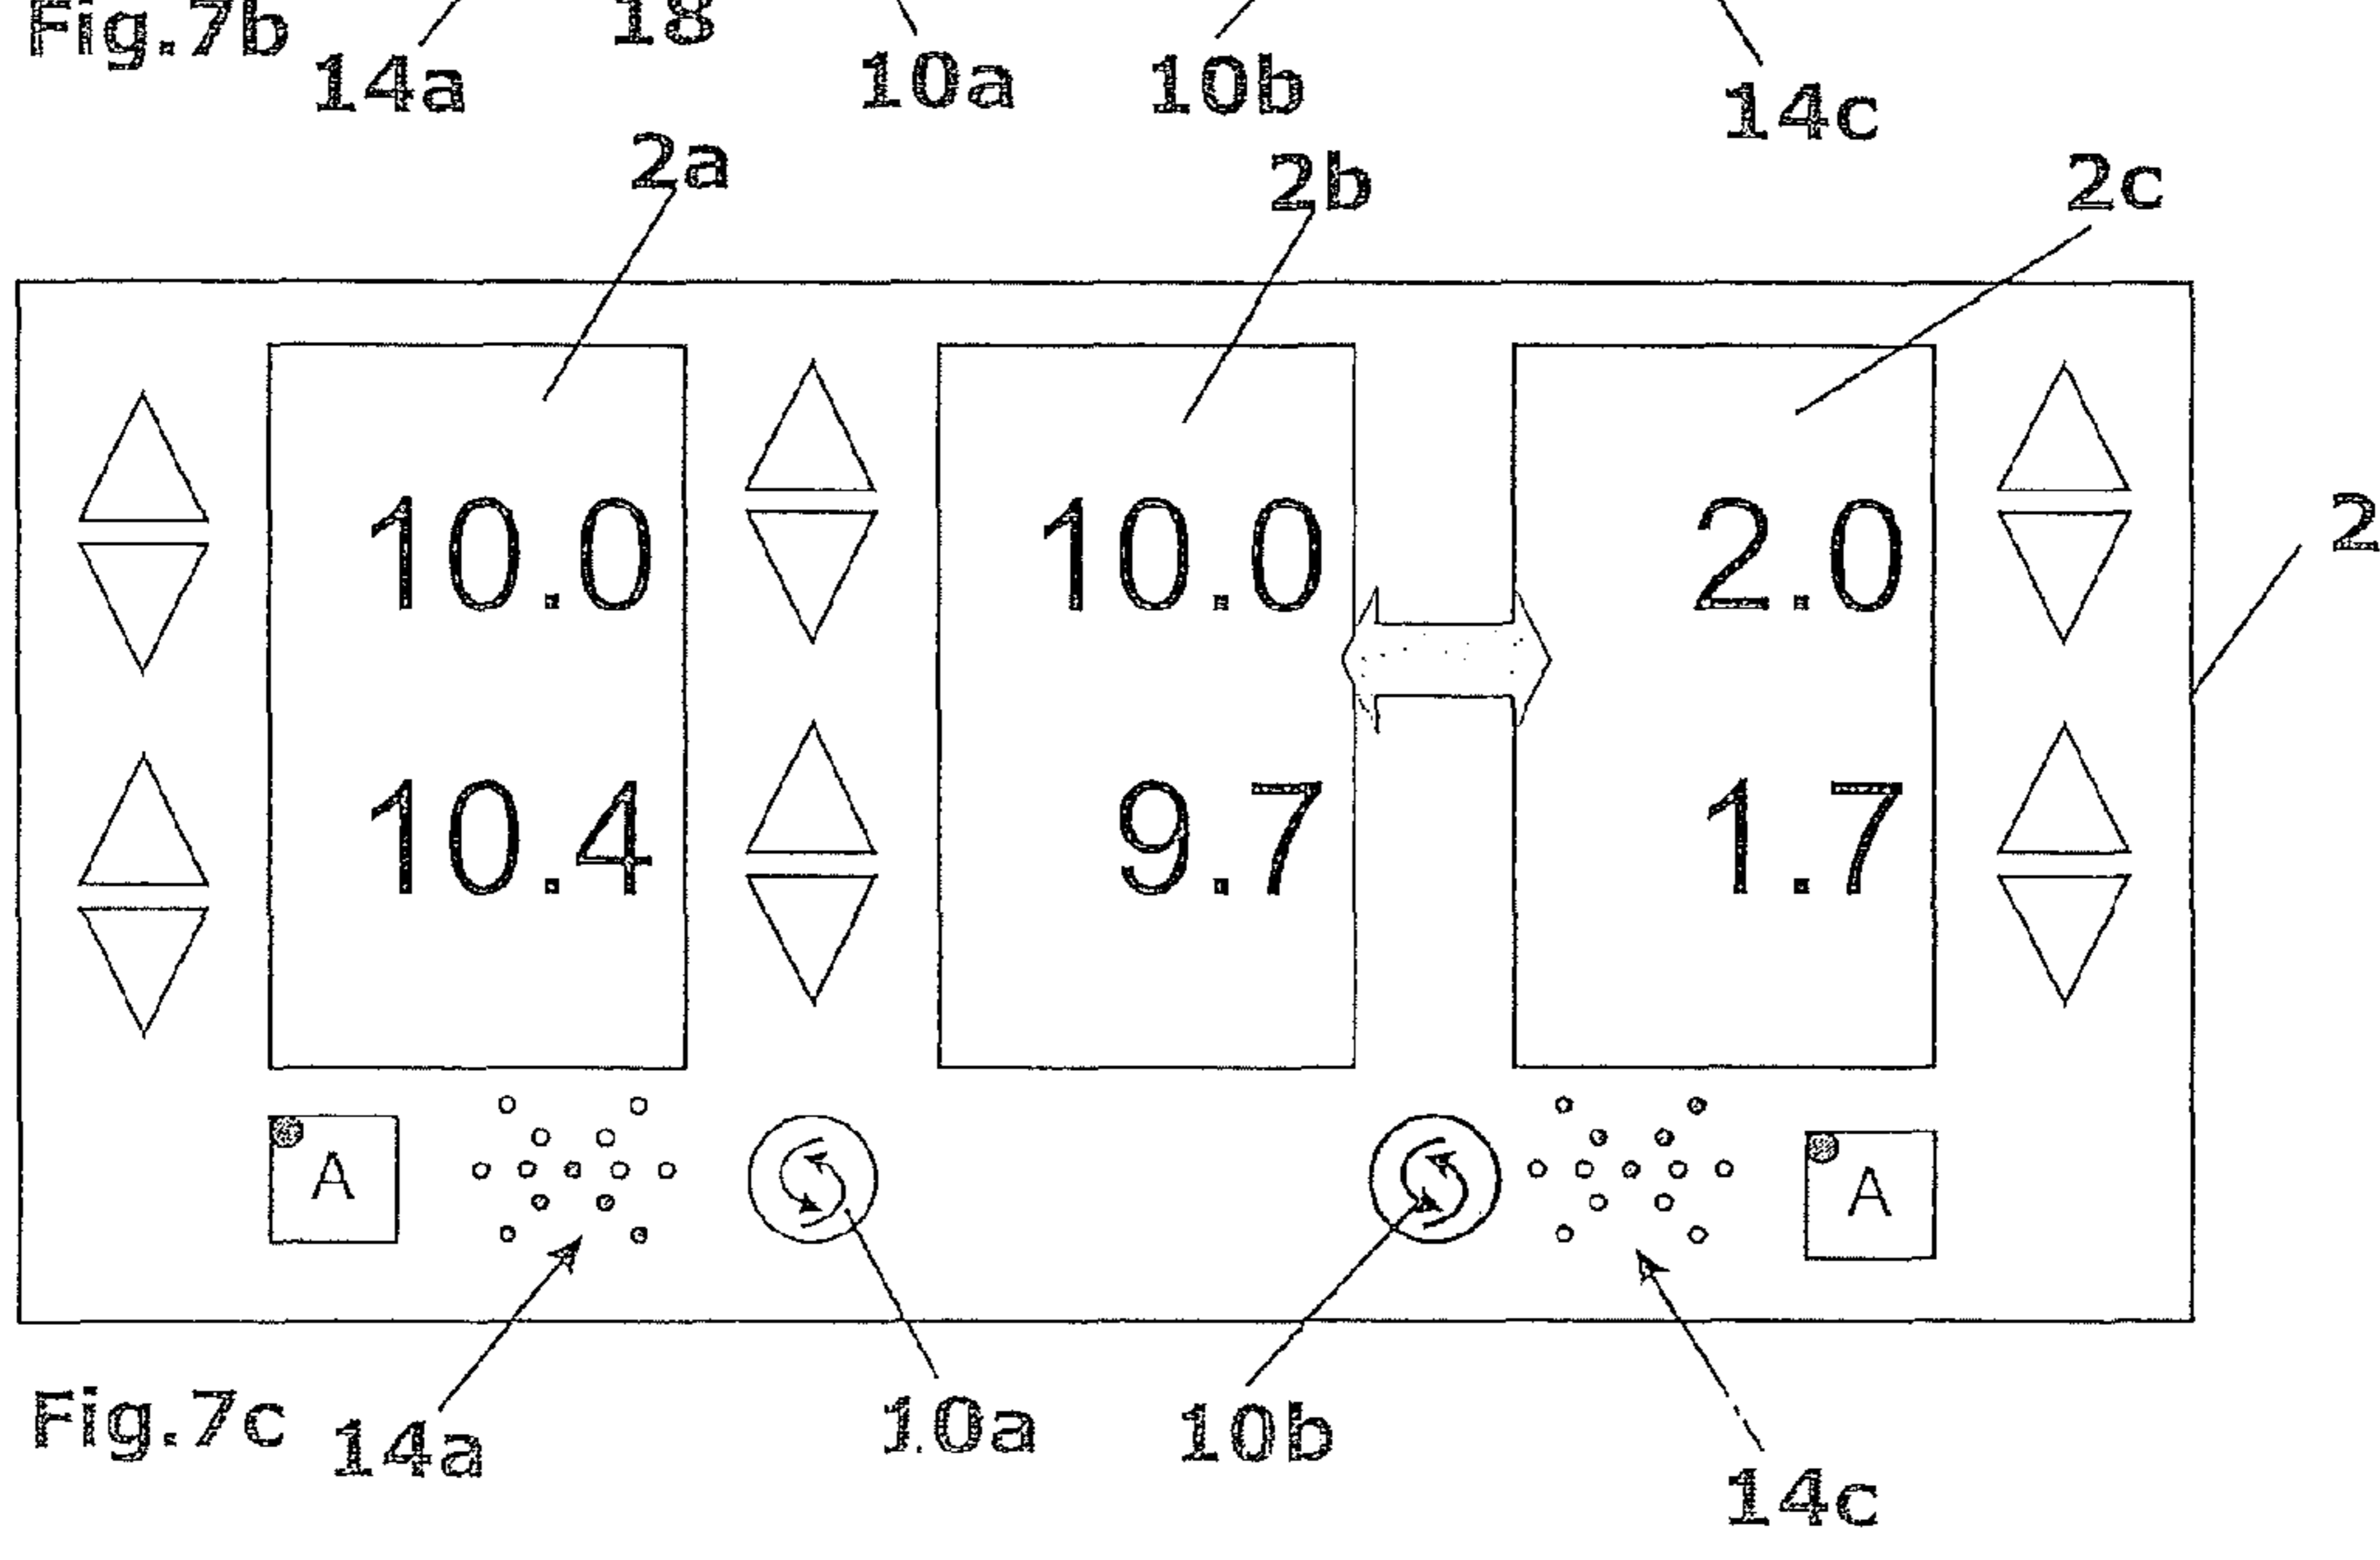 Fig.7b 14a 18 10a 10b 14c
2a 2b 2c
10.0 10.0 2.0 2
10.4 9.7 1.7
A A
Fig.7c 14a 10a 10b 14c